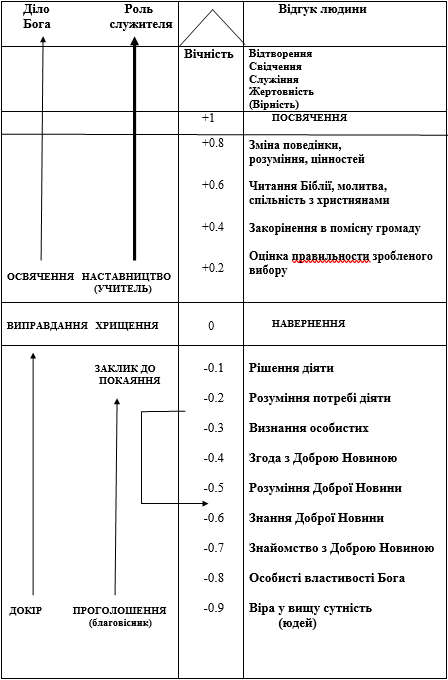 Діло Бога
Роль служителя
Відгук людини
Вічність
Відтворення
Свідчення
Служіння
Жертовність
(Вірність)
+1 ПОСВЯЧЕННЯ
+0.8 Зміна поведінки,
розуміння, цінностей
+0.6 Читання Біблії, молитва,
спільність з християнами
+0.4 Закорінення в помісну громаду
+0.2 Оцінка правильности зробленого
вибору
ОСВЯЧЕННЯ НАСТАВНИЦТВО
(УЧИТЕЛЬ)
ВИПРАВДАННЯ ХРИЩЕННЯ 0 НАВЕРНЕННЯ
ЗАКЛИК ДО
ПОКАЯННЯ
-0.1 Рішення діяти
-0.2 Розуміння потребі діяти
-0.3 Визнання особистих
-0.4 Згода з Доброю Новиною
-0.5 Розуміння Доброї Новини
-0.6 Знання Доброї Новини
-0.7 Знайомство з Доброю Новиною
-0.8 Особисті властивості Бога
ДОКІР ПРОГОЛОШЕННЯ -0.9 Віра у вищу сутність
(благовісник) (юдей)